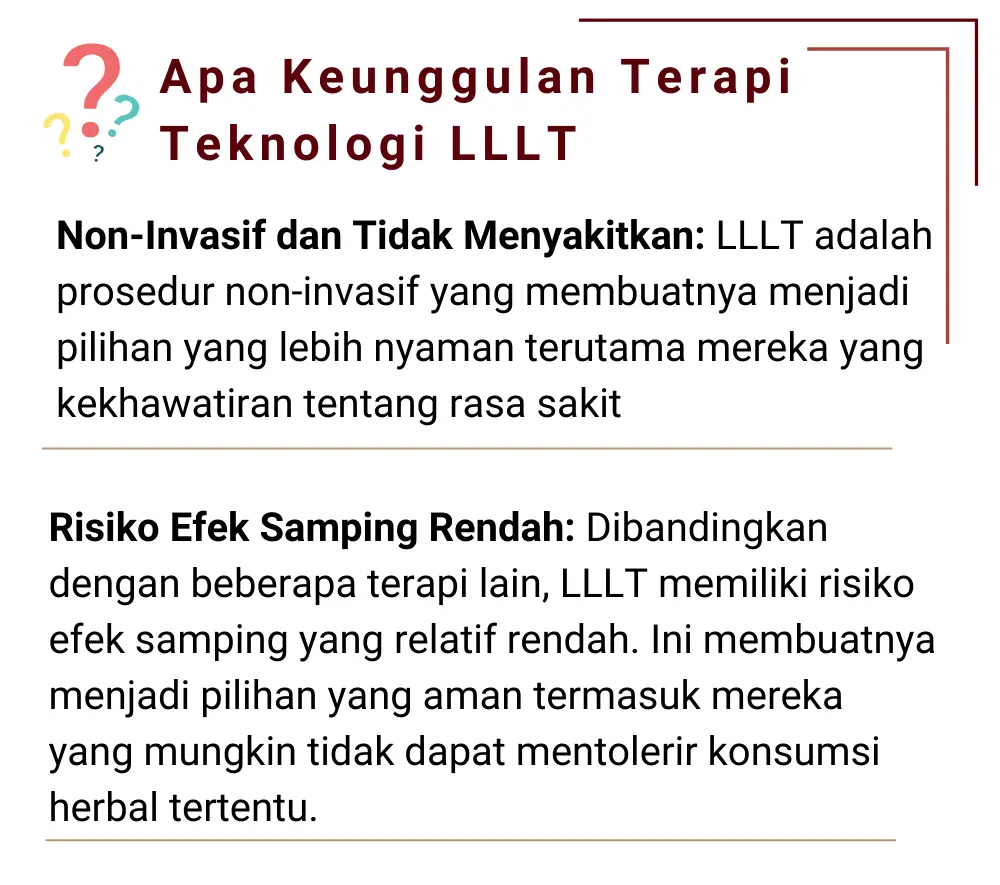 Apa Keunggulan Terapi
Teknologi LLLT
Non-Invasif dan Tidak Menyakitkan: LLLT adalah
prosedur non-invasif yang membuatnya menjadi
pilihan yang lebih nyaman terutama mereka yang
kekhawatiran tentang rasa sakit
Risiko Efek Samping Rendah: Dibandingkan
dengan beberapa terapi lain, LLLT memiliki risiko
efek samping yang relatif rendah. Ini membuatnya
menjadi pilihan yang aman termasuk mereka
yang mungkin tidak dapat mentolerir konsumsi
herbal tertentu.